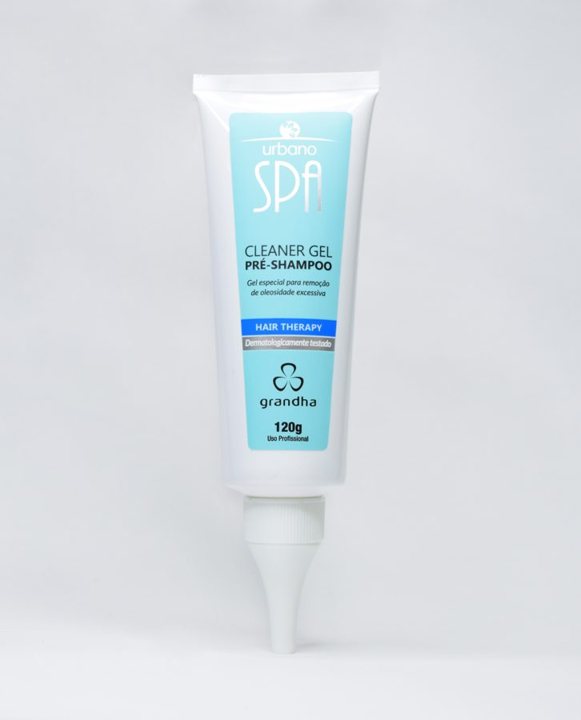 urbano
SPA
CLEANER GEL
PRÉ-SHAMPOO
Gel especial para remoção
de oleosidade excessiva
HAIR THERAPY
Dermatologicamente testado
grandha
120g
Uso Profissional